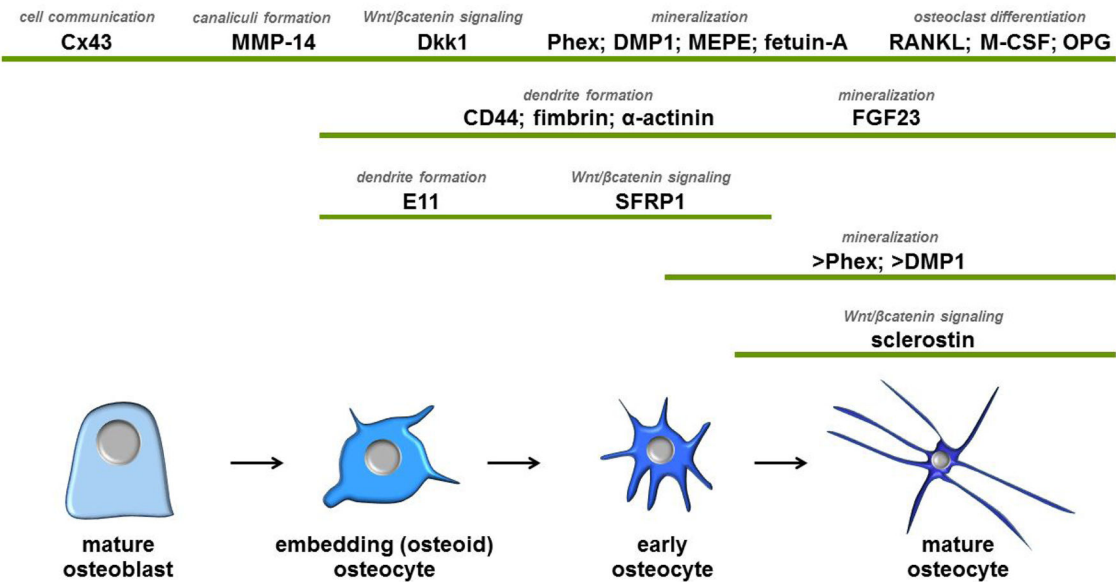 cell communication canaliculi formation Wnt/βcatenin signaling mineralization osteoclast differentiation
Cx43 MMP-14 Dkk1 Phex; DMP1; MEPE; fetuin-A RANKL; M-CSF; OPG
dendrite formation mineralization
CD44; fimbrin; α-actinin FGF23
dendrite formation Wnt/βcatenin signaling
E11 SFRP1
mineralization
>Phex; >DMP1
Wnt/βcatenin signaling
sclerostin
mature embedding (osteoid) early mature
osteoblast osteocyte osteocyte osteocyte